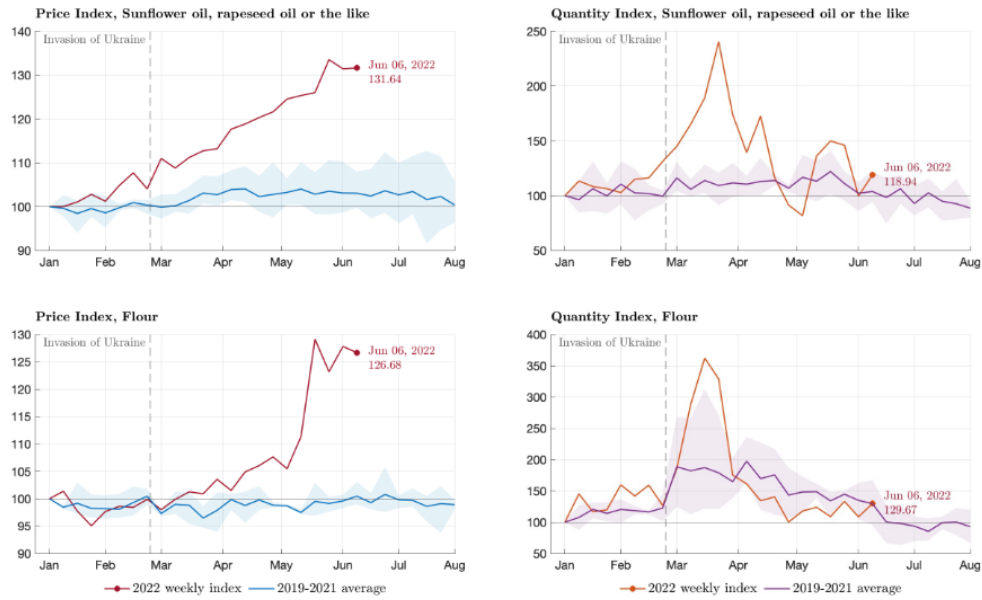 Price Index, Sunflower oil, rapeseed oil or the like
140
130
120
110
100
90
Invasion of Ukraine
Jun 06, 2022
131.64
Jan Feb Mar Apr May Jun Jul Aug
Quantity Index, Sunflower oil, rapeseed oil or the like
250
200
150
100
50
Invasion of Ukraine
Jun 06, 2022
118.94
Jan Feb Mar Apr May Jun Jul Aug
Price Index, Flour
130
125
120
115
110
105
100
95
90
Invasion of Ukraine
Jun 06, 2022
126.68
Jan Feb Mar Apr May Jun Jul Aug
2022 weekly index 2019-2021 average
Quantity Index, Flour
400
350
300
250
200
150
100
50
Invasion of Ukraine
Jun 06, 2022
129.67
Jan Feb Mar Apr May Jun Jul Aug
2022 weekly index 2019-2021 average